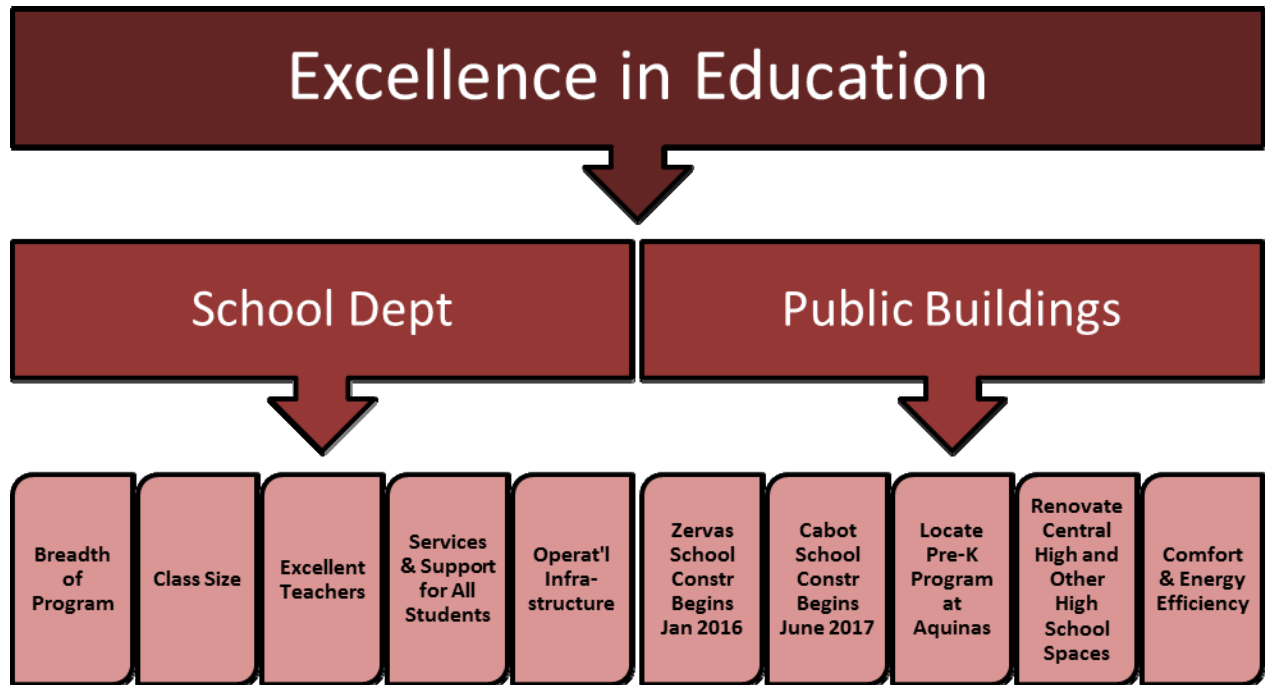 Excellence in Education
School Dept
Public Buildings
Breadth
of
Program
Class Size
Excellent
Teachers
Services
& Support
for All
Students
Operat'l
Infra-
structure
Zervas
School
Constr
Begins
Jan 2016
Cabot
School
Constr
Begins
June 2017
Locate
Pre-K
Program
at
Aquinas
Renovate
Central
High and
Other
High
School
Spaces
Comfort
& Energy
Efficiency